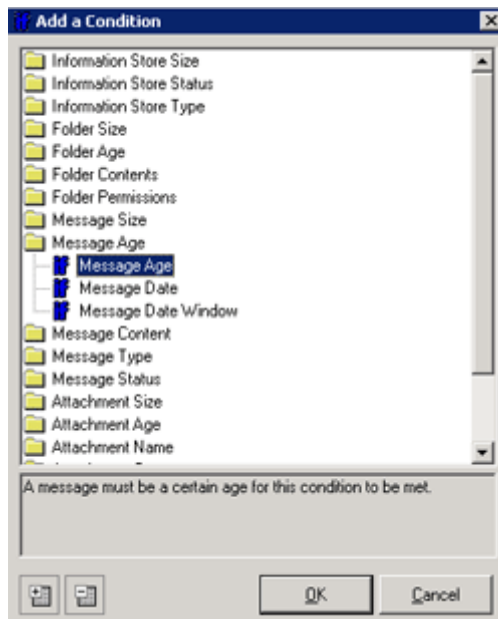 Add a Condition
Information Store Size
Information Store Status
Information Store Type
Folder Size
Folder Age
Folder Contents
Folder Permissions
Message Size
Message Age
Message Age
Message Date
Message Date Window
Message Content
Message Type
Message Status
Attachment Size
Attachment Age
Attachment Name
A message must be a certain age for this condition to be met.
OK
Cancel